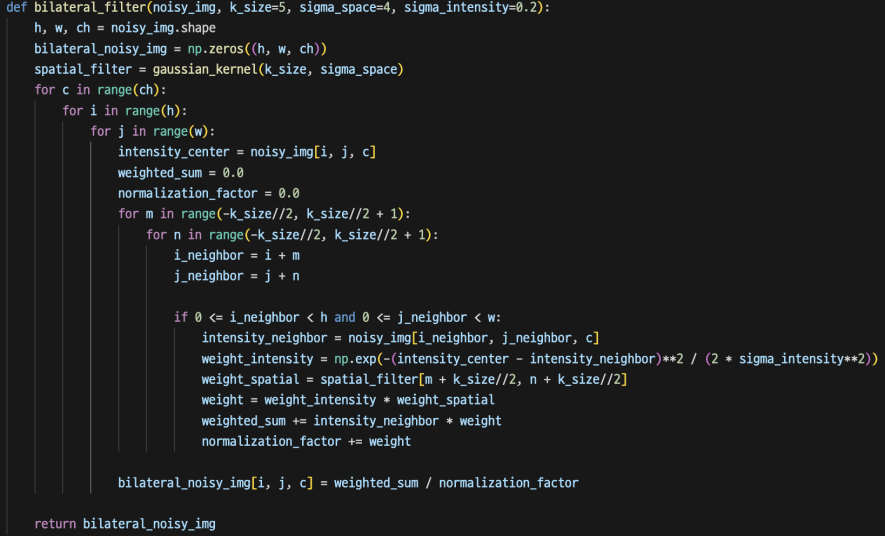 def bilateral_filter(noisy_img, k_size=5, sigma_space=4, sigma_intensity=0.2):
    h, w, ch = noisy_img.shape
    bilateral_noisy_img = np.zeros((h, w, ch))
    spatial_filter = gaussian_kernel(k_size, sigma_space)
    for c in range(ch):
        for i in range(h):
            for j in range(w):
                intensity_center = noisy_img[i, j, c]
                weighted_sum = 0.0
                normalization_factor = 0.0
                for m in range(-k_size//2, k_size//2 + 1):
                    for n in range(-k_size//2, k_size//2 + 1):
                        i_neighbor = i + m
                        j_neighbor = j + n

                        if 0 <= i_neighbor < h and 0 <= j_neighbor < w:
                            intensity_neighbor = noisy_img[i_neighbor, j_neighbor, c]
                            weight_intensity = np.exp(-(intensity_center - intensity_neighbor)**2 / (2 * sigma_intensity**2))
                            weight_spatial = spatial_filter[m + k_size//2, n + k_size//2]
                            weight = weight_intensity * weight_spatial
                            weighted_sum += intensity_neighbor * weight
                            normalization_factor += weight

                bilateral_noisy_img[i, j, c] = weighted_sum / normalization_factor

    return bilateral_noisy_img